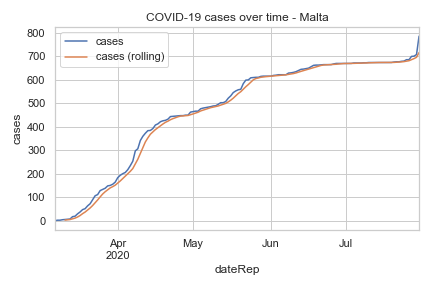 COVID-19 cases over time - Malta
cases
cases (rolling)
800
700
600
500
400
300
200
100
0
cases
Apr
2020
May
Jun
Jul
dateRep